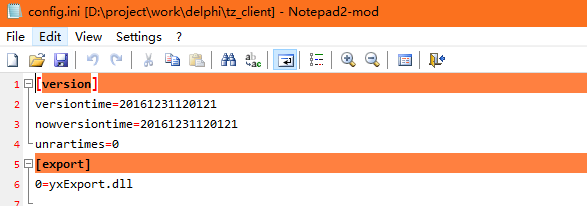 config.ini [D:\project\work\delphi\tz_client] - Notepad2-mod
File Edit View Settings ?
1 [version]
2 versiontime=20161231120121
3 nowversiontime=20161231120121
4 unrartimes=0
5 [export]
6 0=yxExport.dll
7